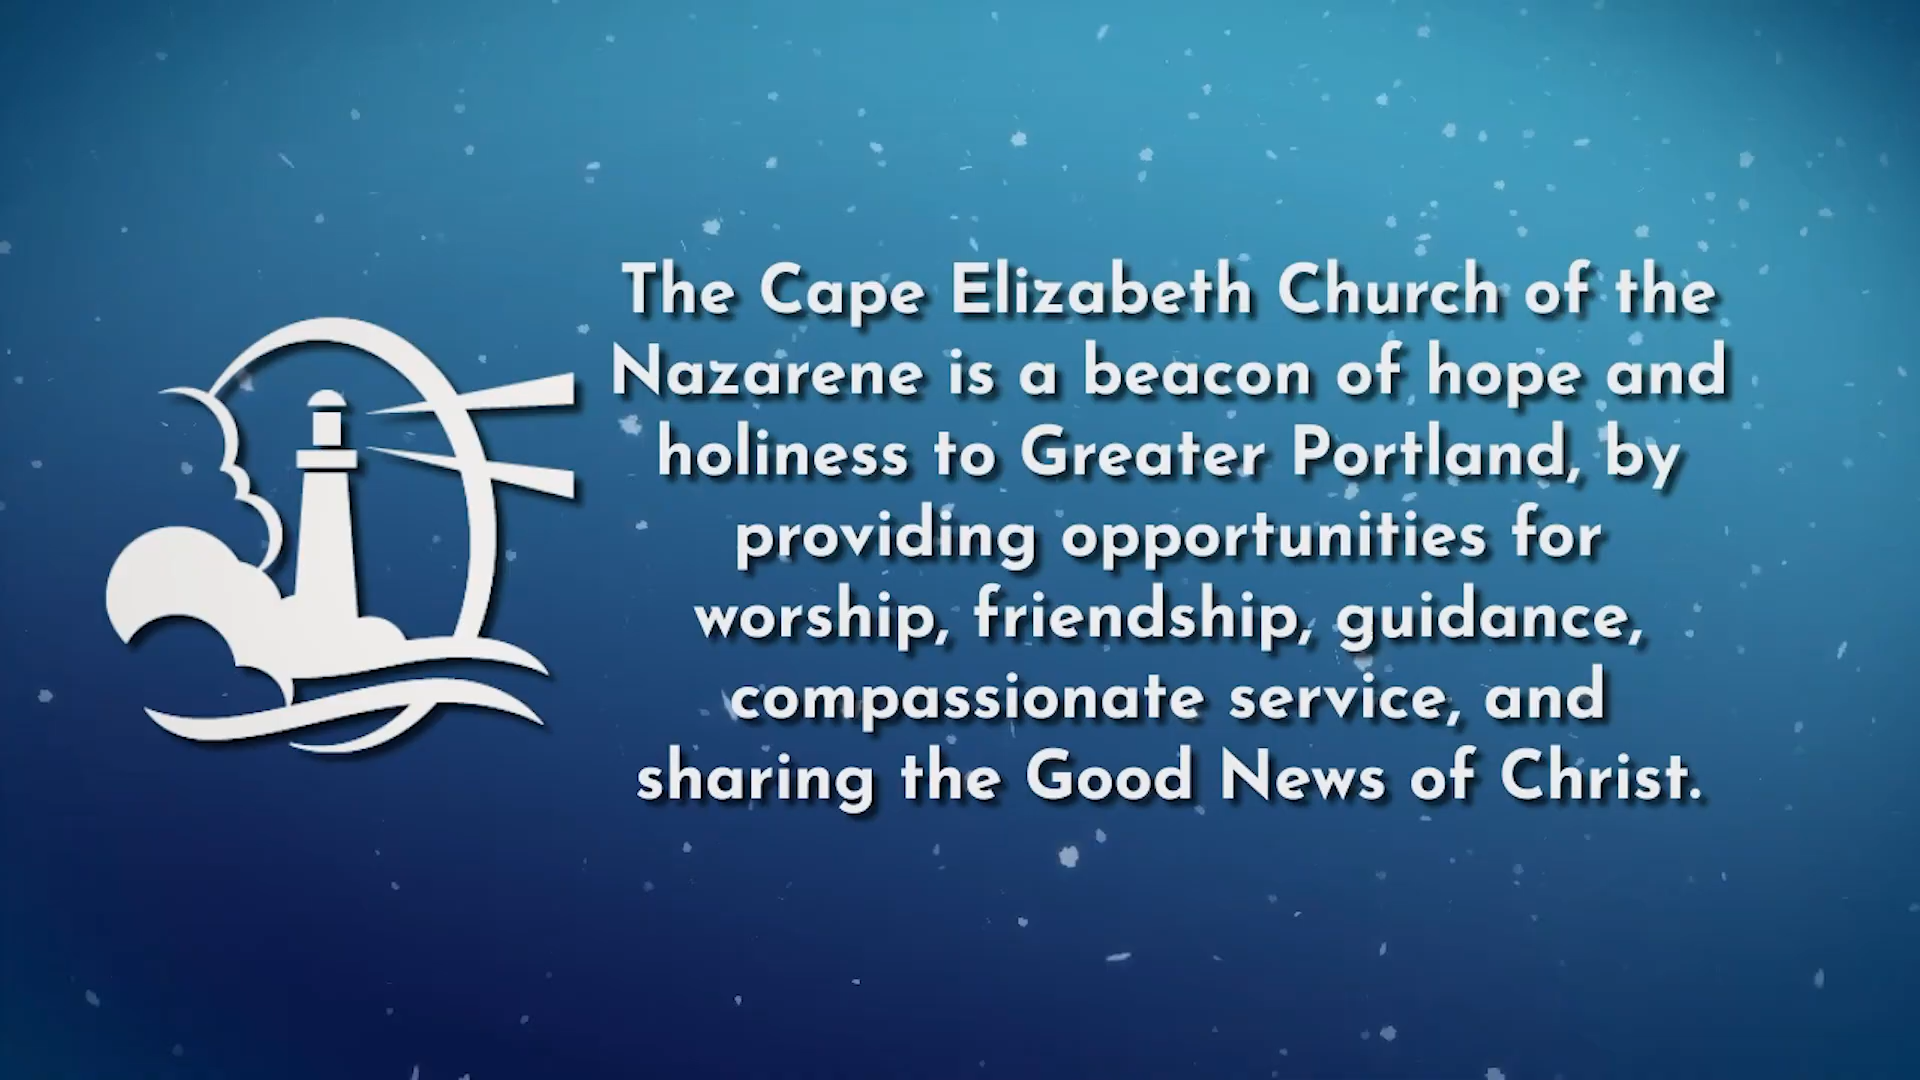 The Cape Elizabeth Church of the
Nazarene is a beacon of hope and
holiness to Greater Portland, by
providing opportunities for
worship, friendship, guidance,
compassionate service, and
sharing the Good News of Christ.